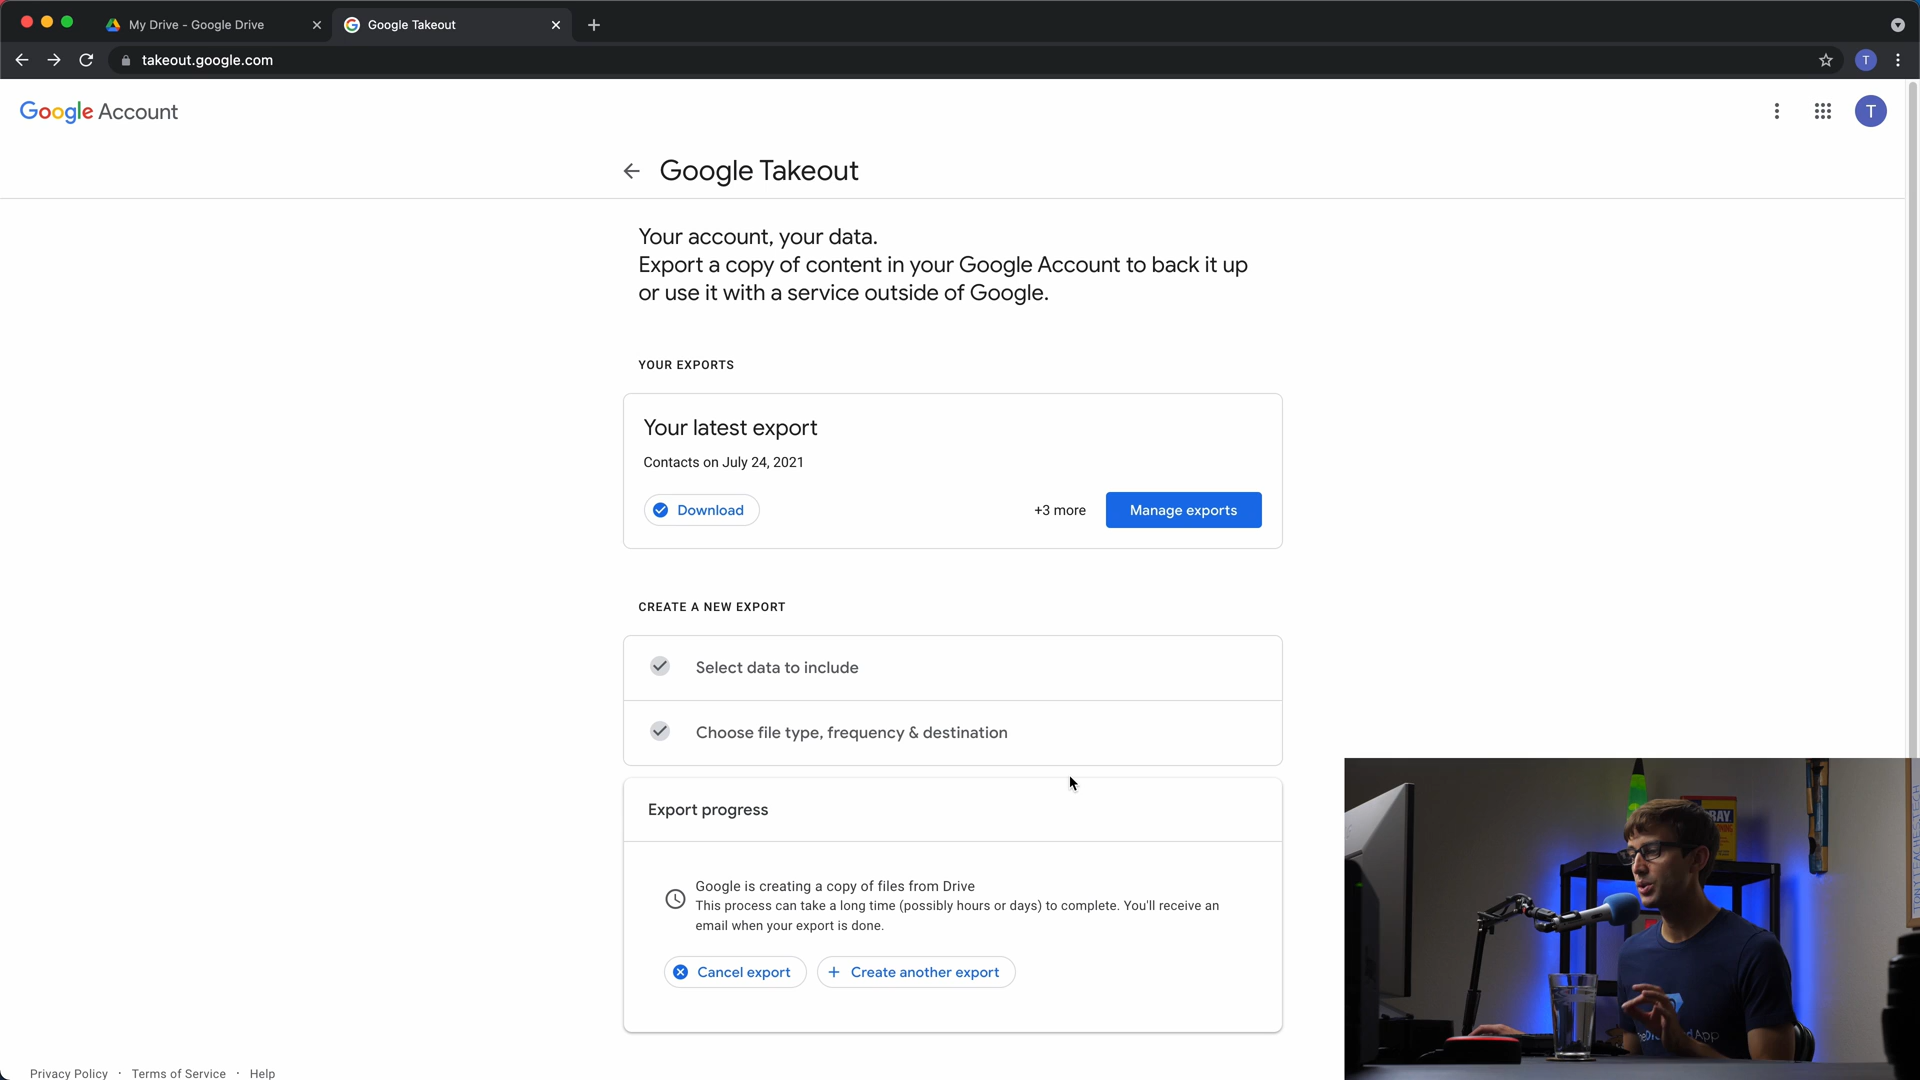 My Drive - Google Drive
Google Takeout
takeout.google.com
T
Google Account
T
Google Takeout
Your account, your data.
Export a copy of content in your Google Account to back it up
or use it with a service outside of Google.
YOUR EXPORTS
Your latest export
Contacts on July 24, 2021
Download
+3 more
Manage exports
CREATE A NEW EXPORT
Select data to include
Choose file type, frequency & destination
Export progress
Google is creating a copy of files from Drive
This process can take a long time (possibly hours or days) to complete. You'll receive an
email when your export is done.
Cancel export
Create another export
Privacy Policy · Terms of Service · Help